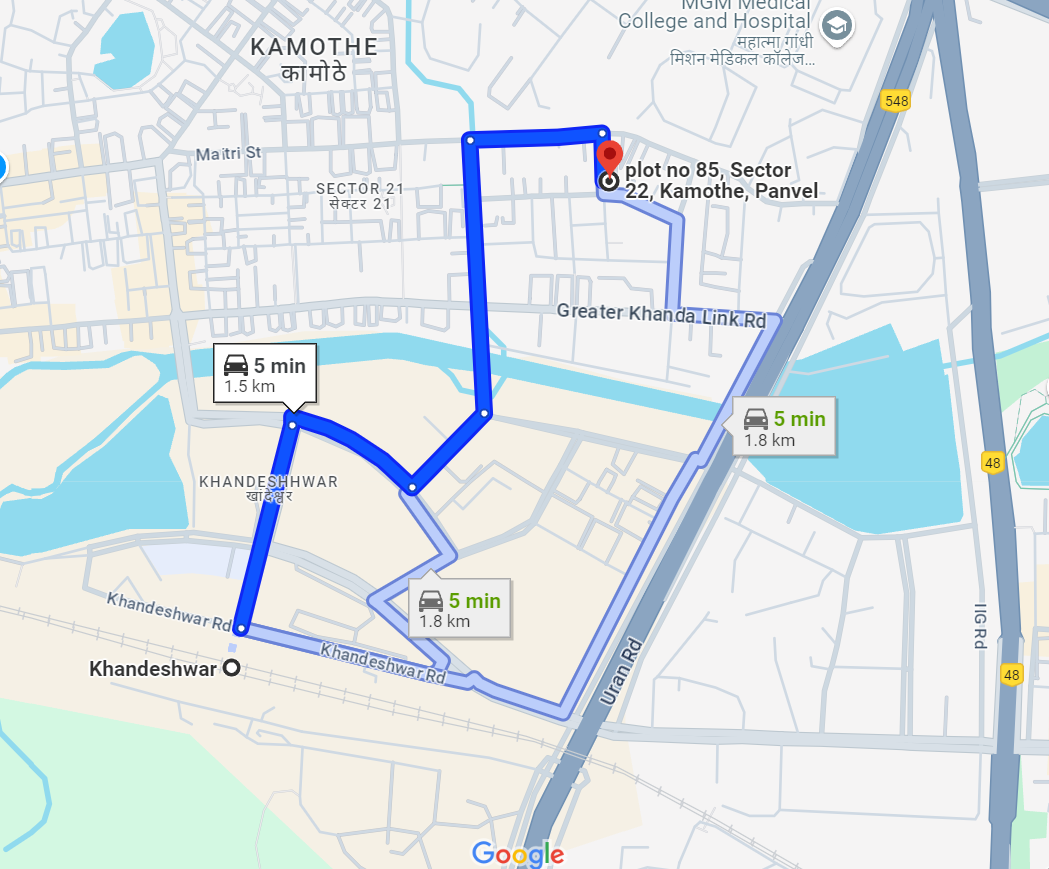 MGM Medical
College and Hospital
महात्मा गांधी
मिशन मेडिकल कॉलेज...
KAMOTHE
कामोठे
548
Maitri St
plot no 85, Sector
22, Kamothe, Panvel
SECTOR 21
सेक्टर 21
Greater Khanda Link Rd
5 min
1.5 km
5 min
1.8 km
48
KHANDESHHWAR
खांदेश्वर
5 min
1.8 km
Khandeshwar Rd
IIG Rd
Khandeshwar Rd
Uran Rd
Khandeshwar
48
Google